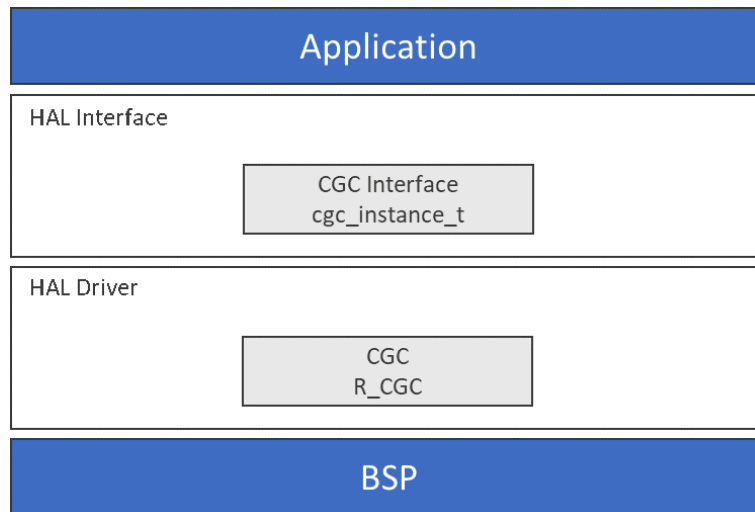 Application
HAL Interface
CGC Interface
cgc_instance_t
HAL Driver
CGC
R_CGC
BSP